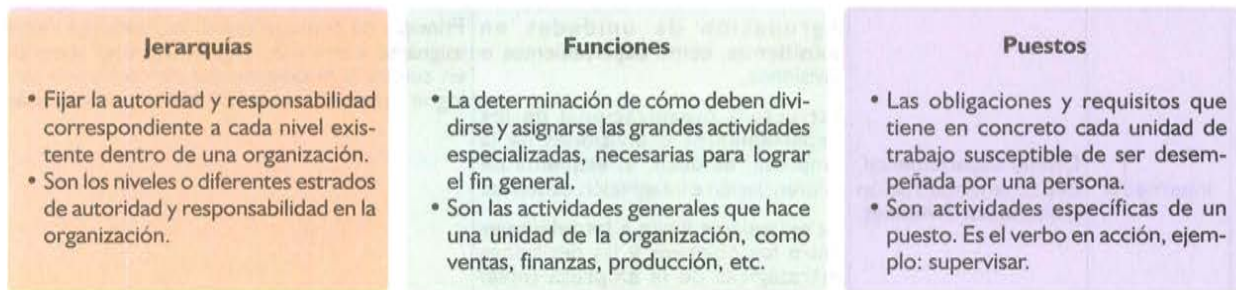 Jerarquías
• Fijar la autoridad y responsabilidad
correspondiente a cada nivel exis-
tente dentro de una organización.
• Son los niveles o diferentes estrados
de autoridad y responsabilidad en la
organización.
Funciones
• La determinación de cómo deben divi-
dirse y asignarse las grandes actividades
especializadas, necesarias para lograr
el fin general.
• Son las actividades generales que hace
una unidad de la organización, como
ventas, finanzas, producción, etc.
Puestos
• Las obligaciones y requisitos que
tiene en concreto cada unidad de
trabajo susceptible de ser desem-
peñada por una persona.
• Son actividades específicas de un
puesto. Es el verbo en acción, ejem-
plo: supervisar.